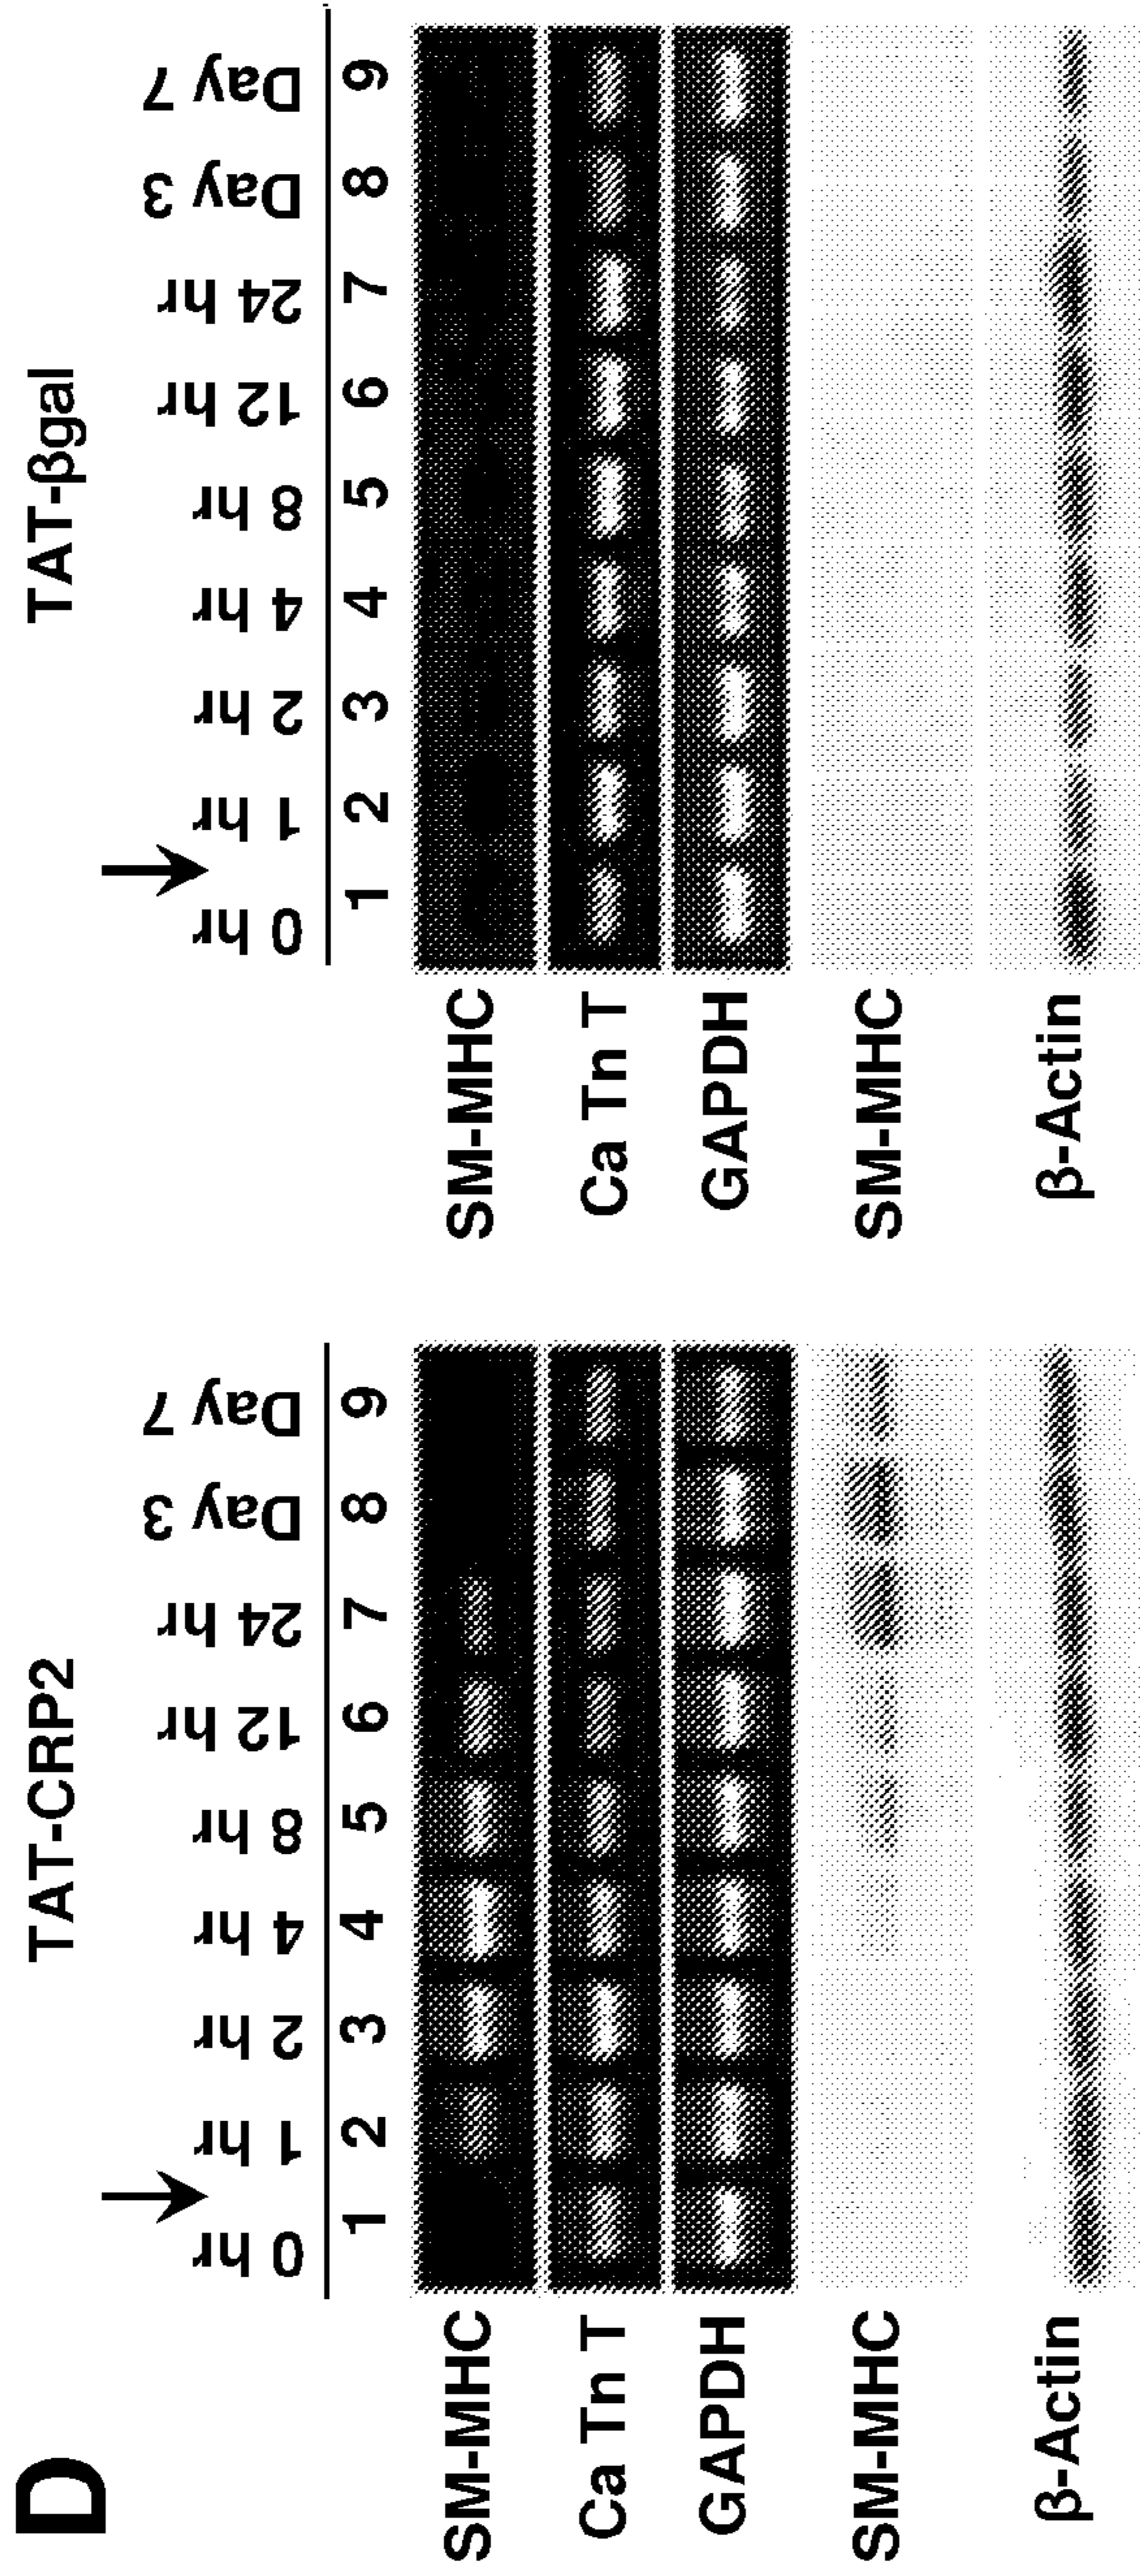 D
TAT-CRP2
0 hr 1 hr 2 hr 4 hr 8 hr 12 hr 24 hr Day 3 Day 7
1 2 3 4 5 6 7 8 9
SM-MHC
Ca Tn T
GAPDH
SM-MHC
β-Actin
TAT-βgal
0 hr 1 hr 2 hr 4 hr 8 hr 12 hr 24 hr Day 3 Day 7
1 2 3 4 5 6 7 8 9
SM-MHC
Ca Tn T
GAPDH
SM-MHC
β-Actin